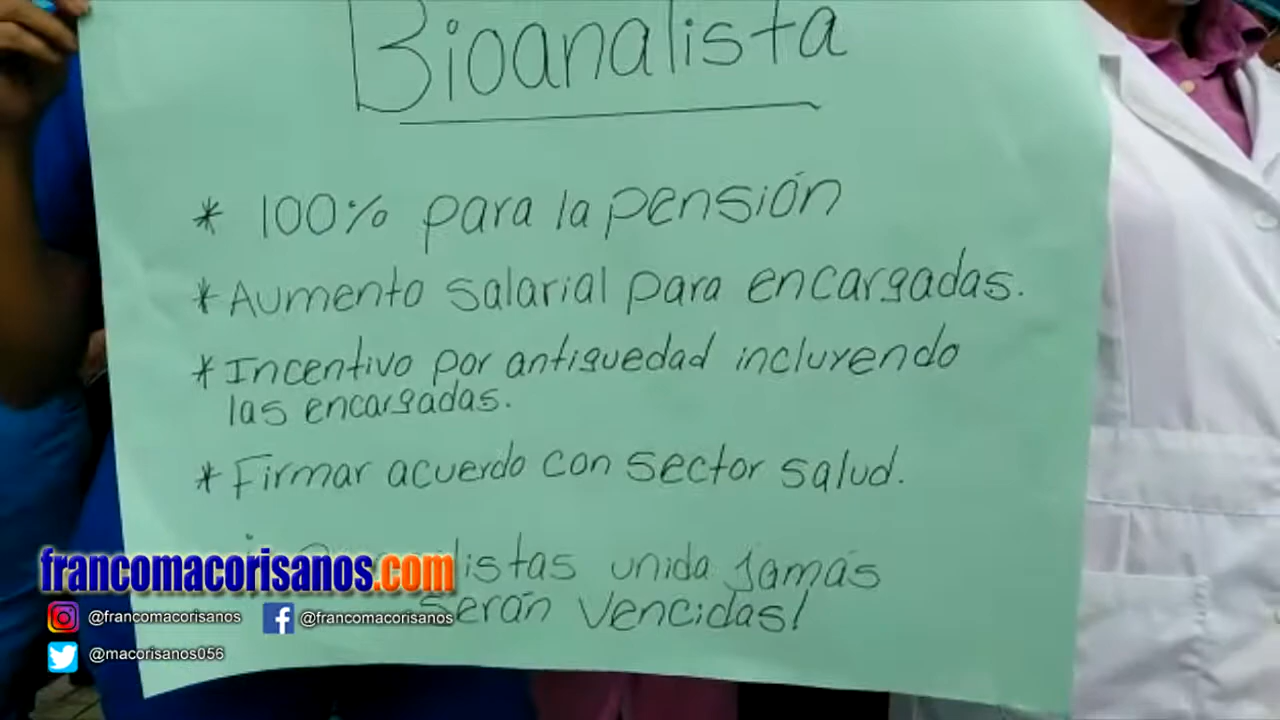 Bioanalista
* 100% para la pensión
* Aumento salarial para encargadas.
* Incentivo por antiguedad incluyendo
las encargadas.
* Firmar acuerdo con sector salud.
unida jamás
serán vencidas!
francomacorisanos.com
@francomacorisanos @francomacorisanos
@macorisanos056